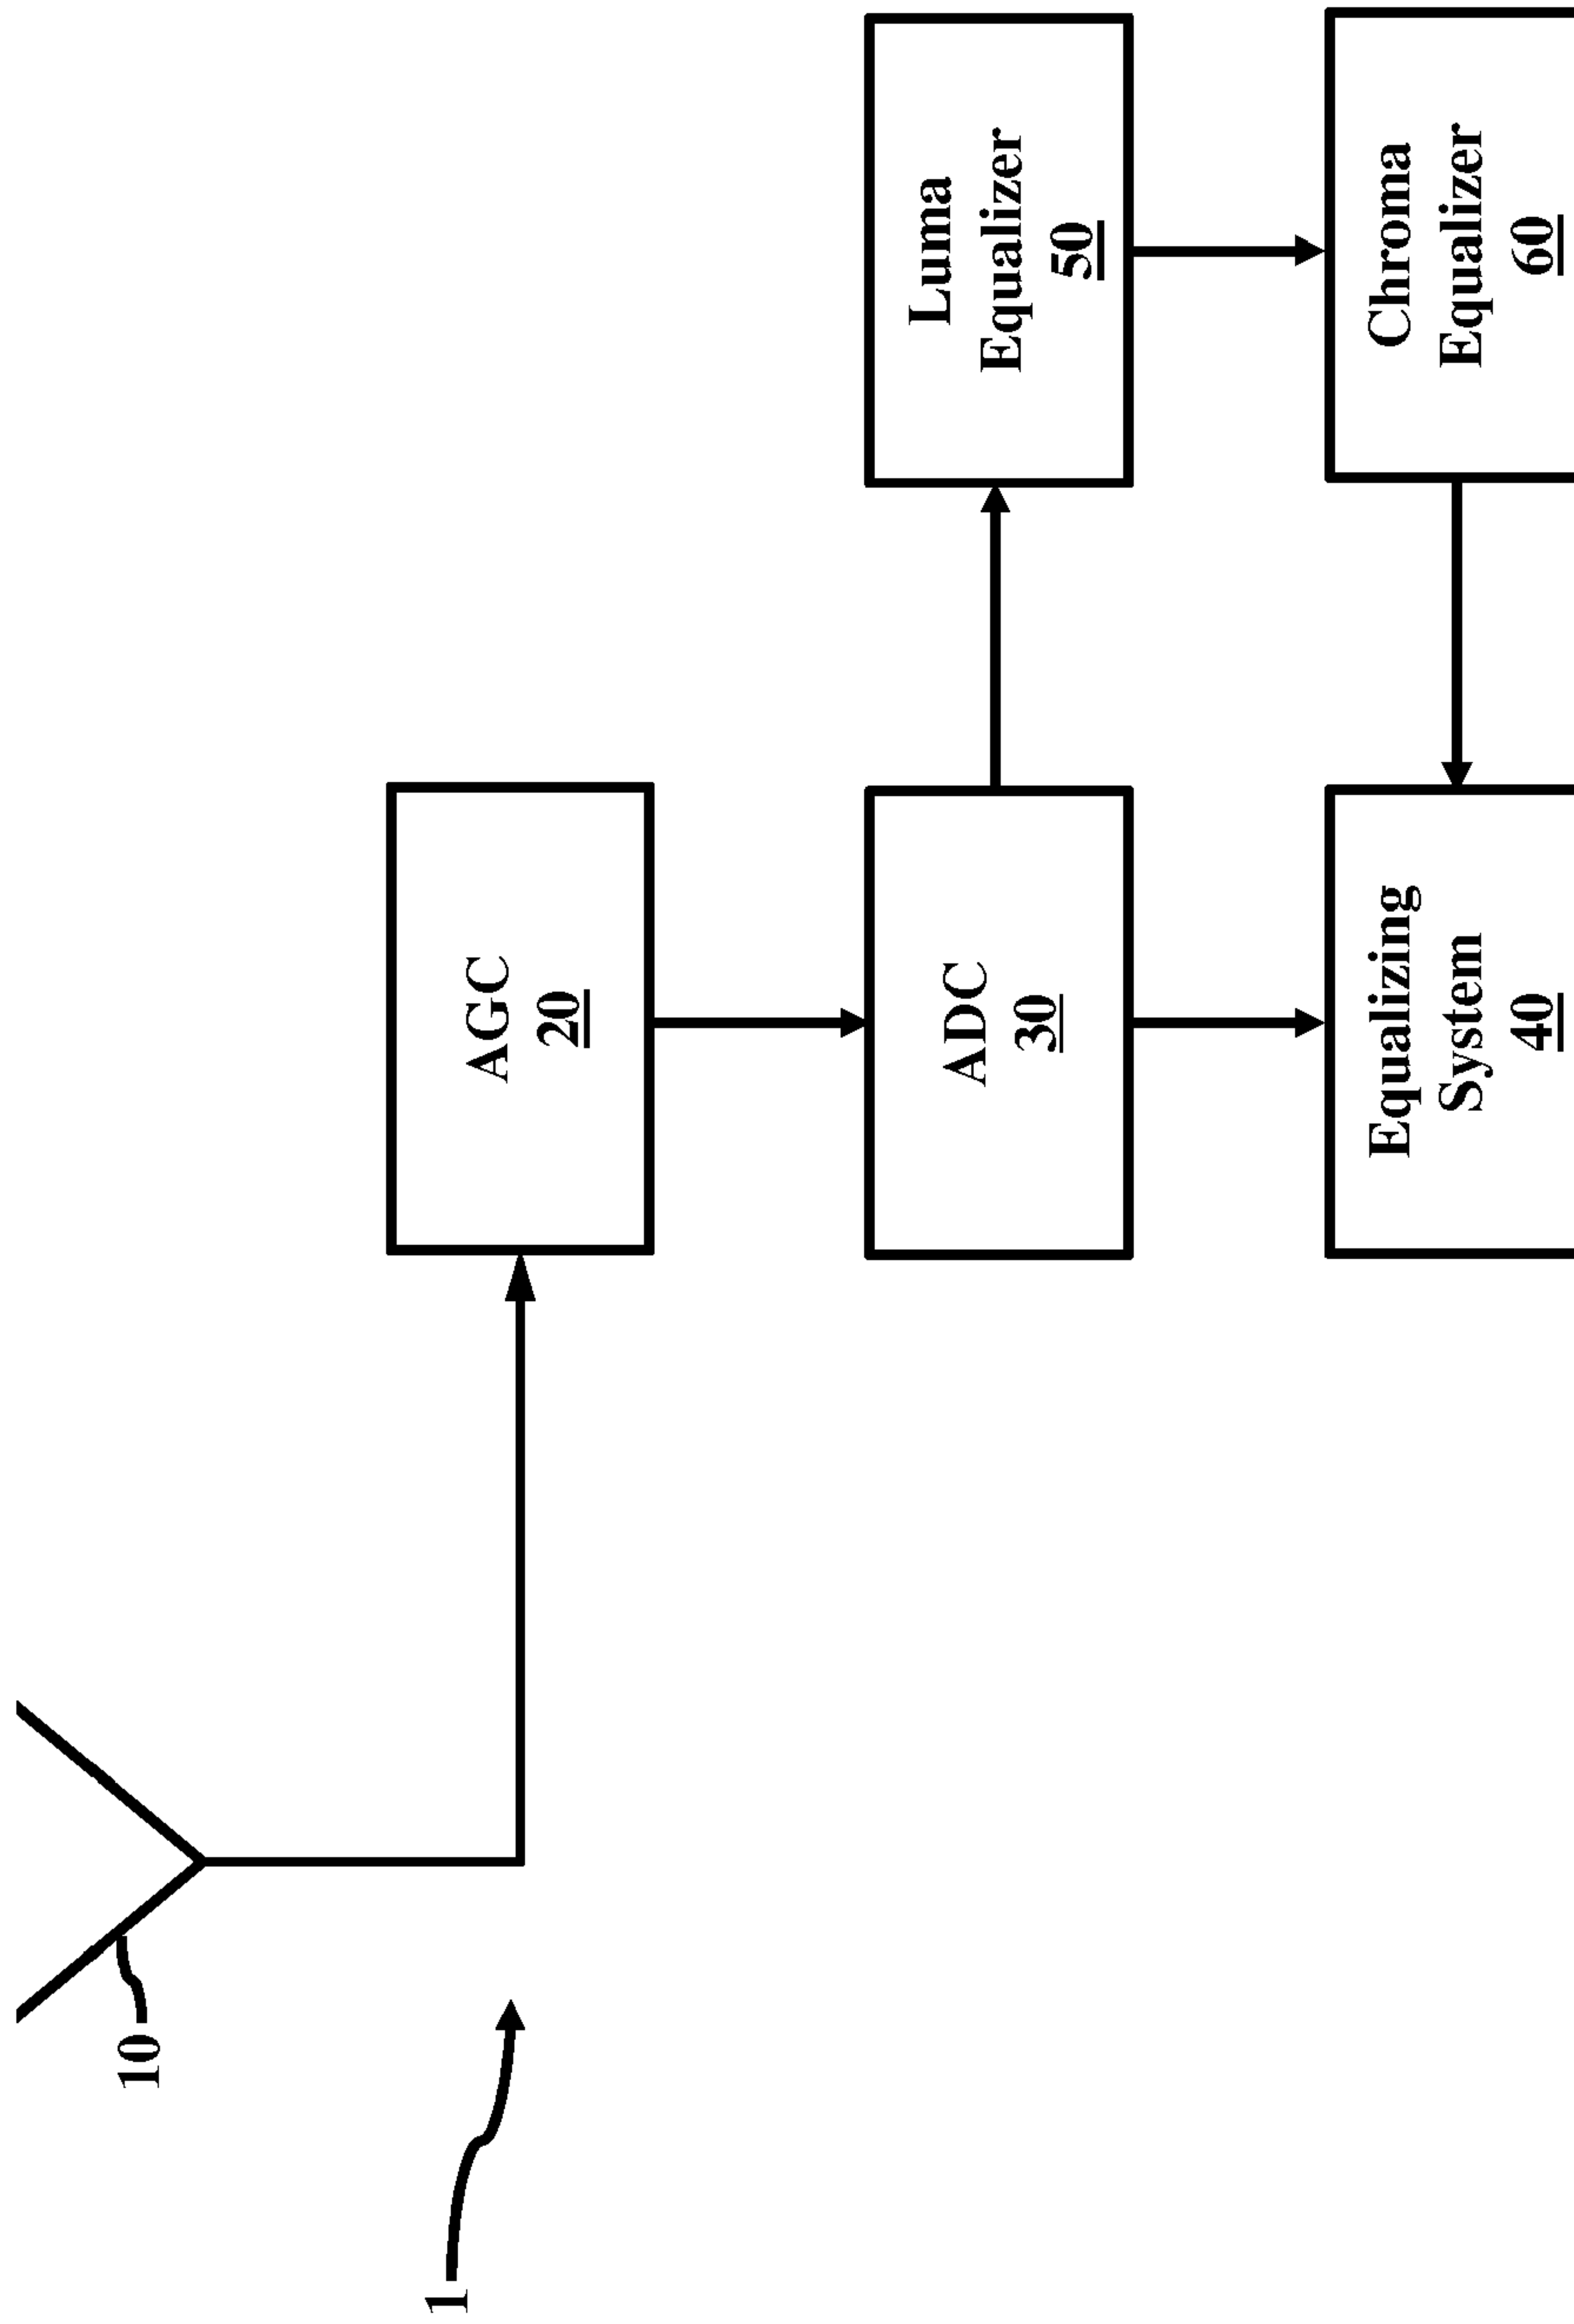 10
1
AGC
20
ADC
30
Luma
Equalizer
50
Equalizing
System
40
Chroma
Equalizer
60